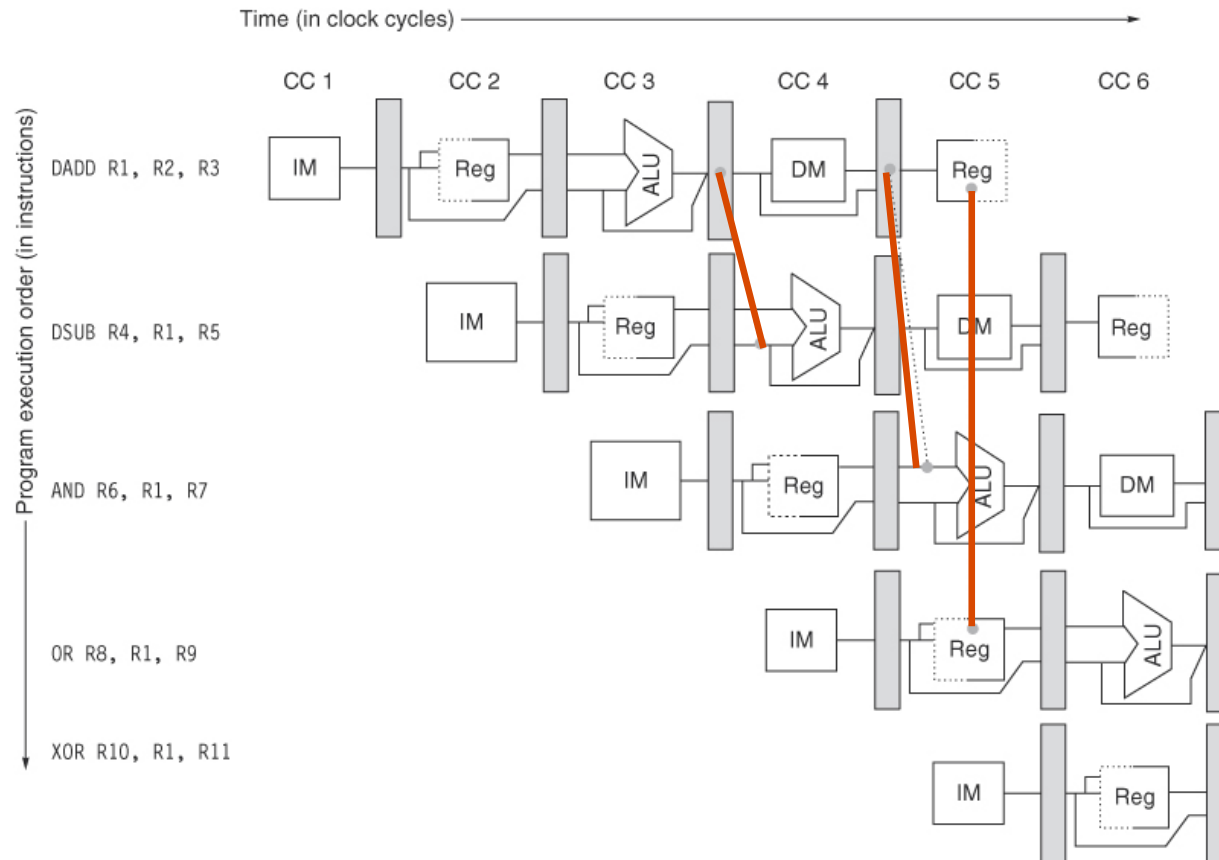 Time (in clock cycles)
CC 1 CC 2 CC 3 CC 4 CC 5 CC 6
Program execution order (in instructions)
DADD R1, R2, R3 IM Reg ALU DM Reg
DSUB R4, R1, R5 IM Reg ALU DM Reg
AND R6, R1, R7 IM Reg ALU DM
OR R8, R1, R9 IM Reg ALU
XOR R10, R1, R11 IM Reg